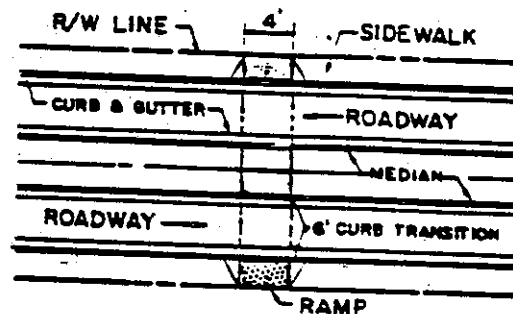 4'
R/W LINE
SIDEWALK
CURB & GUTTER
ROADWAY
MEDIAN
ROADWAY
6' CURB TRANSITION
RAMP